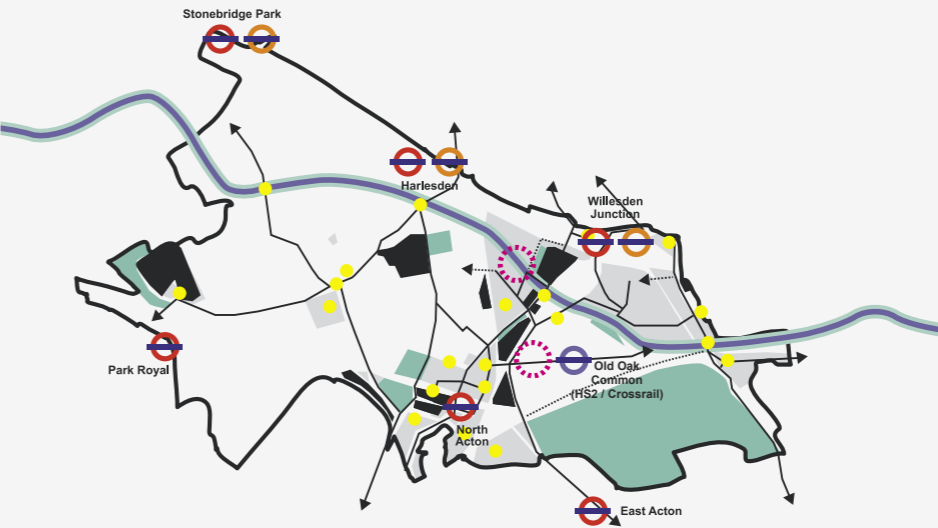 Stonebridge Park
Harlesden
Willesden
Junction
Park Royal
Old Oak
Common
(HS2 / Crossrail)
North
Acton
East Acton